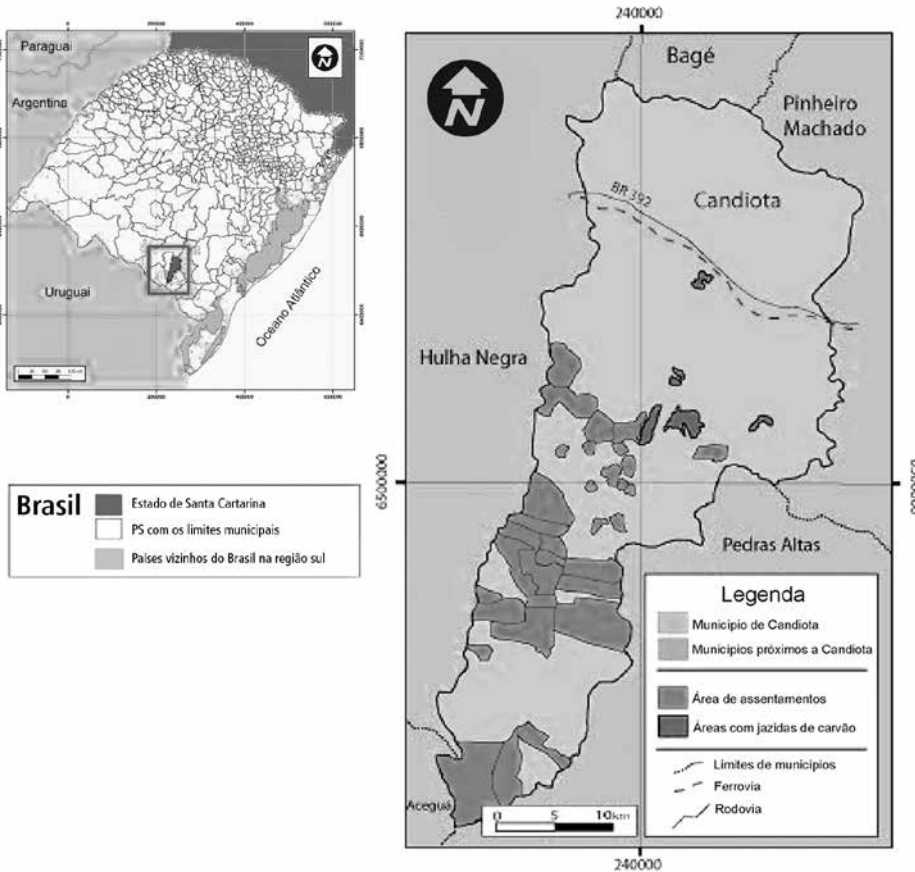 Paraguai
Argentina
N
Uruguai
Oceano Atlântico
0
200000
Brasil
Estado de Santa Cartarina
PS com os limites municipais
Países vizinhos do Brasil na região sul
240000
Bagé
Pinheiro
Machado
N
BR 392
Candiota
Hulha Negra
6500000
6500000
Pedras Altas
Aceguá
0 5 10km
Legenda
Município de Candiota
Municípios próximos a Candiota
Área de assentamentos
Áreas com jazidas de carvão
Limites de municípios
Ferrovia
Rodovia
240000